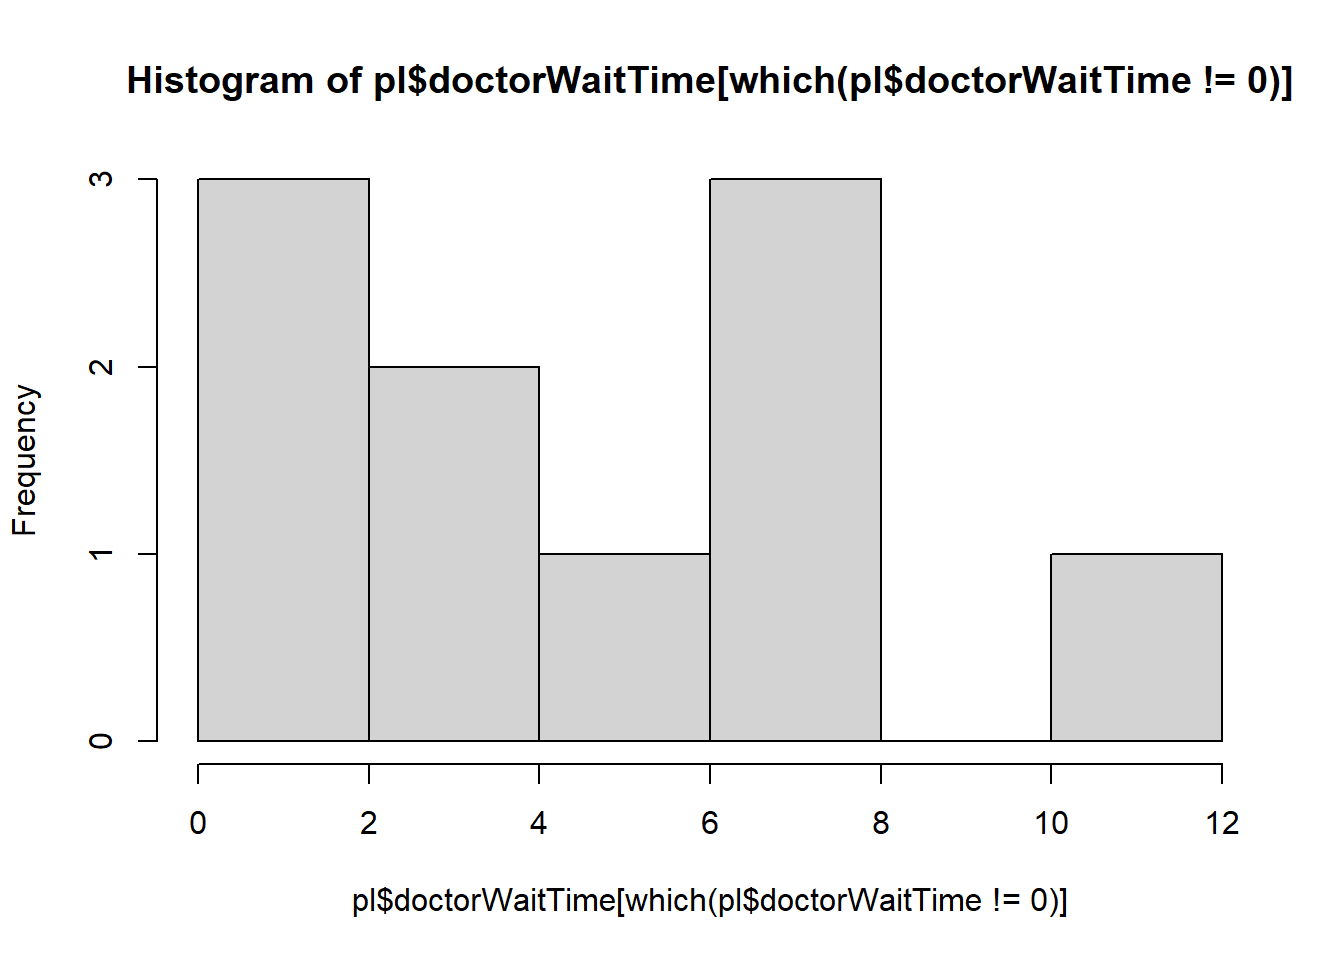 Histogram of pl$doctorWaitTime[which(pl$doctorWaitTime != 0)]
3
2
1
0
Frequency
0 2 4 6 8 10 12
pl$doctorWaitTime[which(pl$doctorWaitTime != 0)]